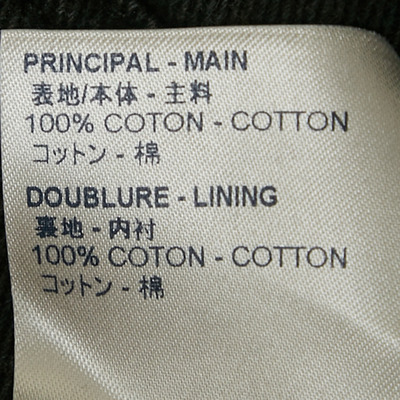 PRINCIPAL - MAIN
表地/本体 - 主料
100% COTON - COTTON
コットン - 棉
DOUBLURE - LINING
裏地 - 内衬
100% COTON - COTTON
コットン - 棉